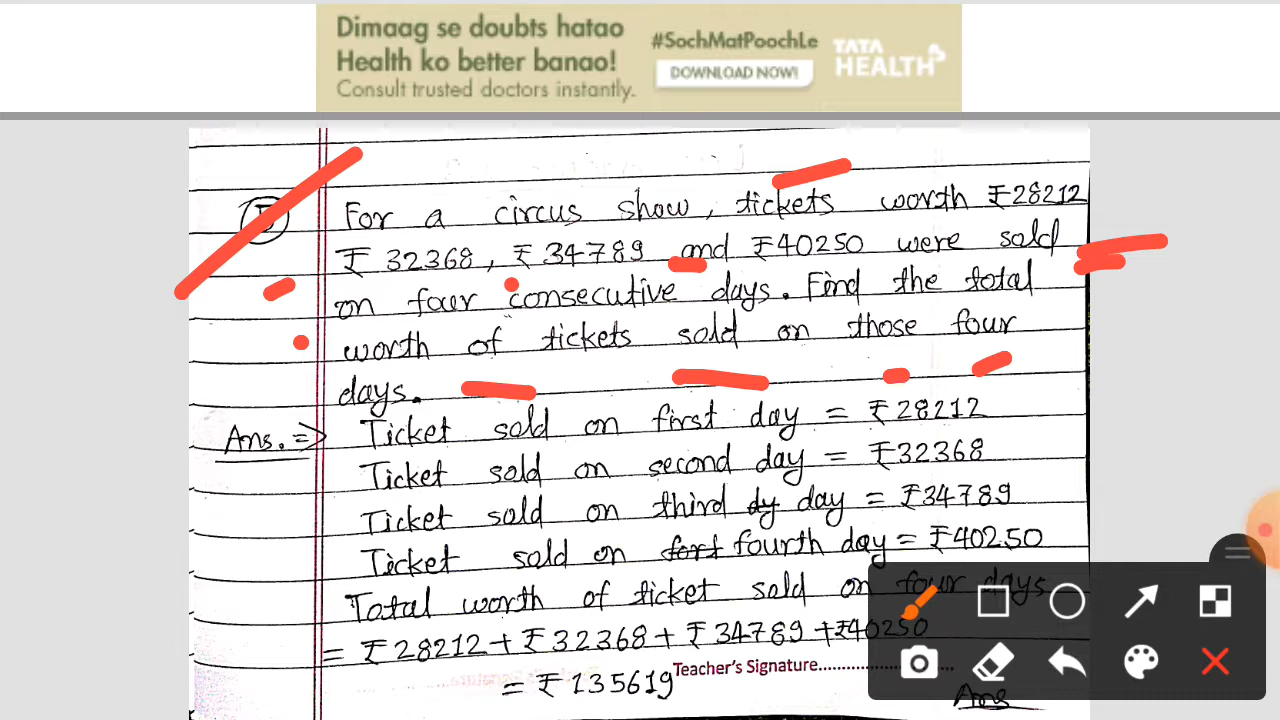 Dimaag se doubts hatao
Health ko better banao!
Consult trusted doctors instantly.
#SochMatPoochLe
DOWNLOAD NOW!
TATA
HEALTH
For a circus show, tickets worth ₹28212
₹ 32368, ₹34789 and ₹40250 were sold
on four consecutive days. Find the total
worth of tickets sold on those four
days.
Ans. ⇒ Ticket sold on first day = ₹28212
Ticket sold on second day = ₹32368
Ticket sold on third dy day = ₹34789
Ticket sold on fort fourth day = ₹40250
Total worth of ticket sold on four days
= ₹28212 + ₹32368 + ₹34789 + ₹40250
Teacher's Signature
= ₹135619
Ans